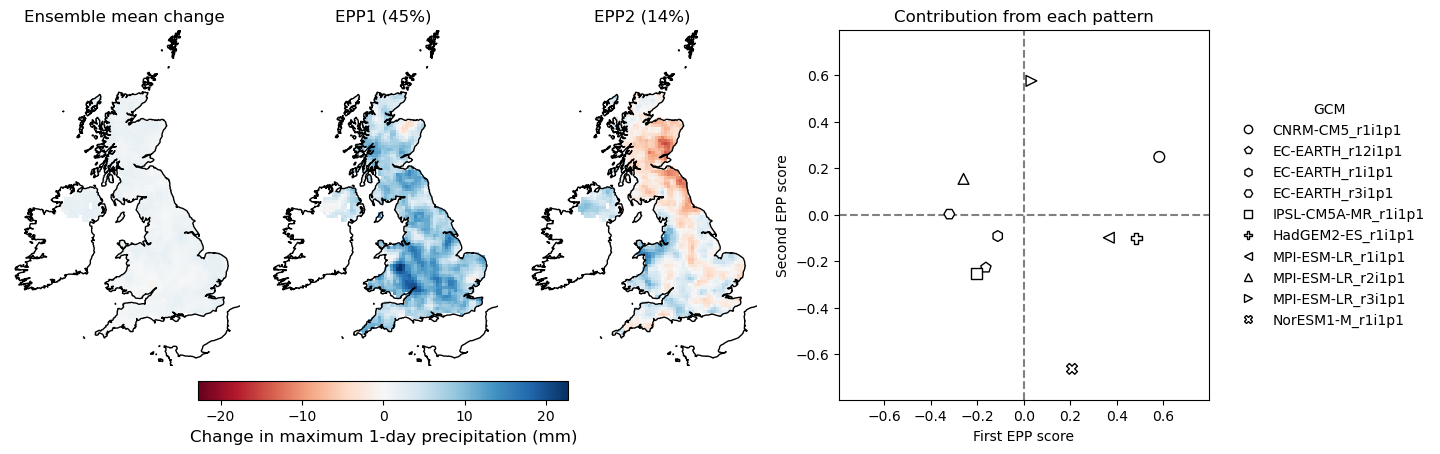 Ensemble mean change
EPP1 (45%)
EPP2 (14%)
−20 −10 0 10 20
Change in maximum 1-day precipitation (mm)
Contribution from each pattern
Second EPP score
0.6
0.4
0.2
0.0
−0.2
−0.4
−0.6
−0.6 −0.4 −0.2 0.0 0.2 0.4 0.6
First EPP score
GCM
CNRM-CM5_r1i1p1
EC-EARTH_r12i1p1
EC-EARTH_r1i1p1
EC-EARTH_r3i1p1
IPSL-CM5A-MR_r1i1p1
HadGEM2-ES_r1i1p1
MPI-ESM-LR_r1i1p1
MPI-ESM-LR_r2i1p1
MPI-ESM-LR_r3i1p1
NorESM1-M_r1i1p1